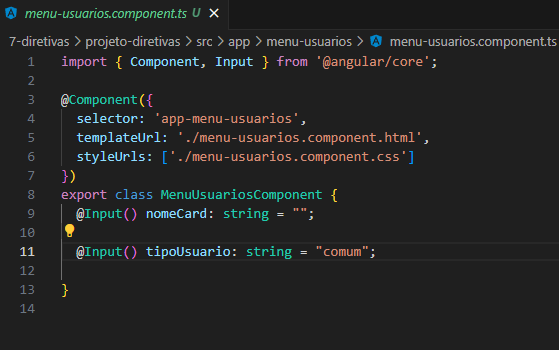 menu-usuarios.component.ts U ×
7-diretivas > projeto-diretivas > src > app > menu-usuarios > menu-usuarios.component.ts
1 import { Component, Input } from '@angular/core';
2
3 @Component({
4   selector: 'app-menu-usuarios',
5   templateUrl: './menu-usuarios.component.html',
6   styleUrls: ['./menu-usuarios.component.css']
7 })
8 export class MenuUsuariosComponent {
9   @Input() nomeCard: string = "";
10
11   @Input() tipoUsuario: string = "comum";
12
13 }
14